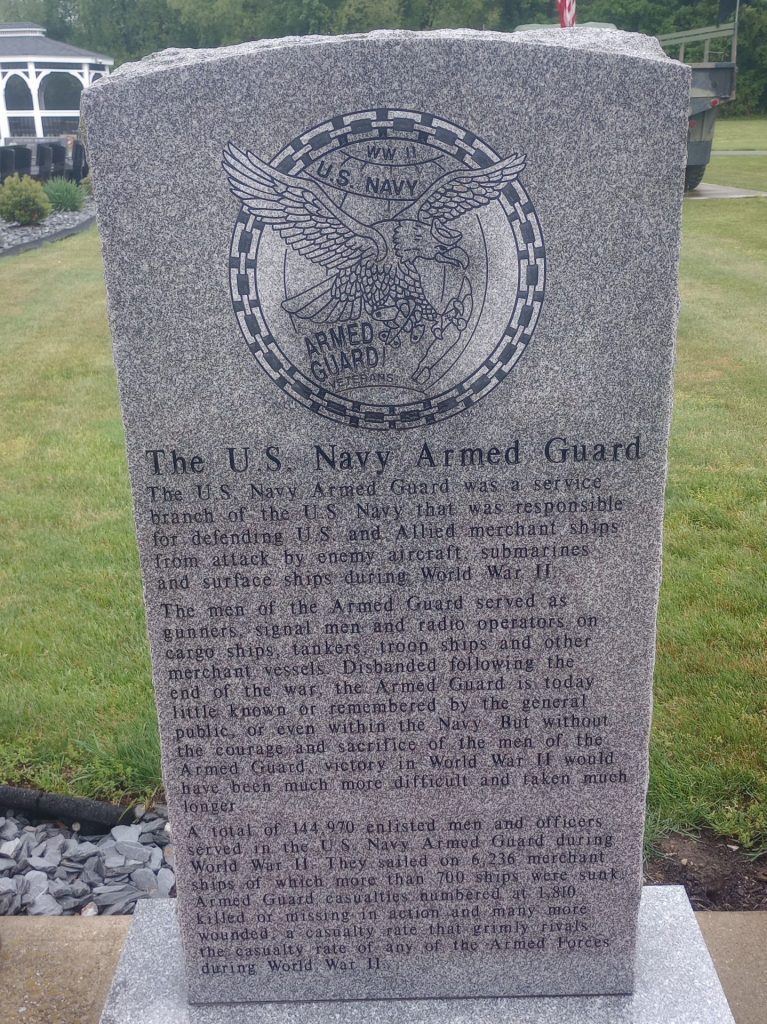 WW II
U.S. NAVY
ARMED
GUARD
VETERANS
The U.S. Navy Armed Guard
The U.S. Navy Armed Guard was a service
branch of the U.S. Navy that was responsible
for defending U.S. and Allied merchant ships
from attack by enemy aircraft, submarines
and surface ships during World War II.
The men of the Armed Guard served as
gunners, signal men and radio operators on
cargo ships, tankers, troop ships and other
merchant vessels. Disbanded following the
end of the war, the Armed Guard is today
little known or remembered by the general
public, or even within the Navy. But without
the courage and sacrifice of the men of the
Armed Guard, victory in World War II would
have been much more difficult and taken much
longer.
A total of 144,970 enlisted men and officers
served in the U.S. Navy Armed Guard during
World War II. They sailed on 6,236 merchant
ships of which more than 700 ships were sunk.
Armed Guard casualties numbered at 1,810
killed or missing in action and many more
wounded, a casualty rate that grimly rivals
the casualty rate of any of the Armed Forces
during World War II.